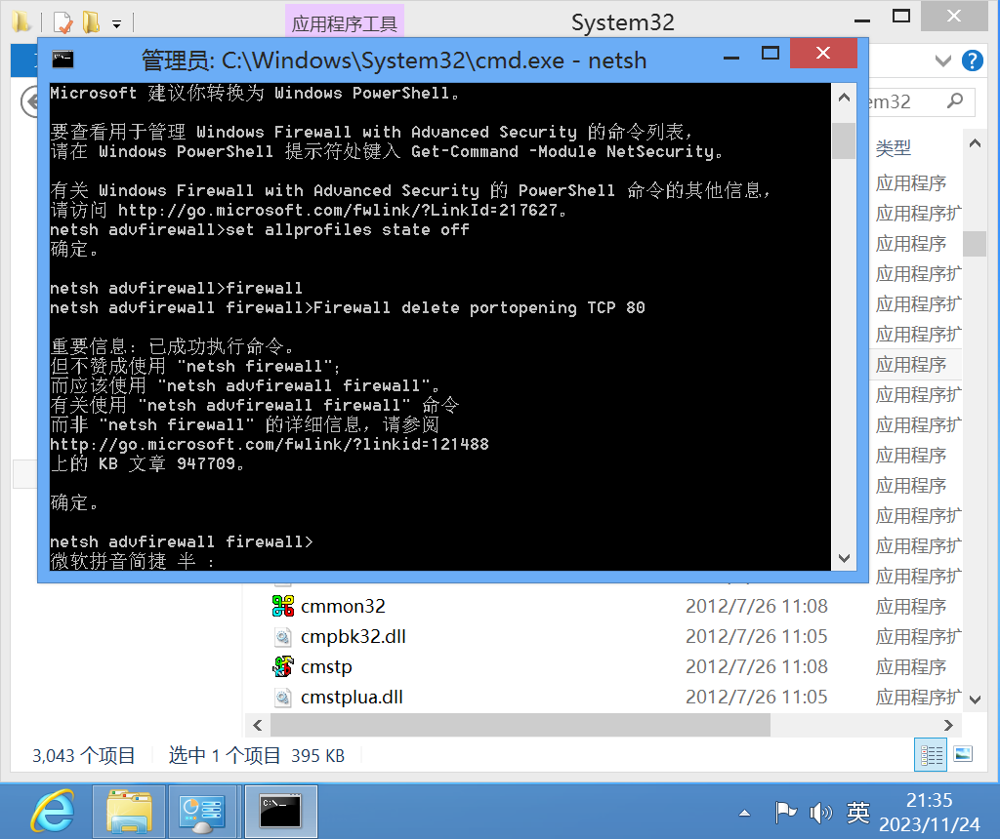 应用程序工具
System32
管理员: C:\Windows\System32\cmd.exe - netsh
Microsoft 建议你转换为 Windows PowerShell。
要查看用于管理 Windows Firewall with Advanced Security 的命令列表，
请在 Windows PowerShell 提示符处键入 Get-Command -Module NetSecurity。
有关 Windows Firewall with Advanced Security 的 PowerShell 命令的其他信息，
请访问 http://go.microsoft.com/fwlink/?LinkId=217627。
netsh advfirewall>set allprofiles state off
确定。
netsh advfirewall>firewall
netsh advfirewall firewall>Firewall delete portopening TCP 80
重要信息: 已成功执行命令。
但不赞成使用 "netsh firewall";
而应该使用 "netsh advfirewall firewall"。
有关使用 "netsh advfirewall firewall" 命令
而非 "netsh firewall" 的详细信息，请参阅
http://go.microsoft.com/fwlink/?linkid=121488
上的 KB 文章 947709。
确定。
netsh advfirewall firewall>
微软拼音简捷 半 :
em32
类型
应用程序
应用程序扩
应用程序
应用程序扩
应用程序扩
应用程序扩
应用程序
应用程序扩
应用程序扩
应用程序
应用程序
应用程序扩
应用程序扩
应用程序扩
cmmon32 2012/7/26 11:08 应用程序
cmpbk32.dll 2012/7/26 11:05 应用程序扩
cmstp 2012/7/26 11:08 应用程序
cmstplua.dll 2012/7/26 11:05 应用程序扩
3,043 个项目 选中 1 个项目 395 KB
英
21:35
2023/11/24